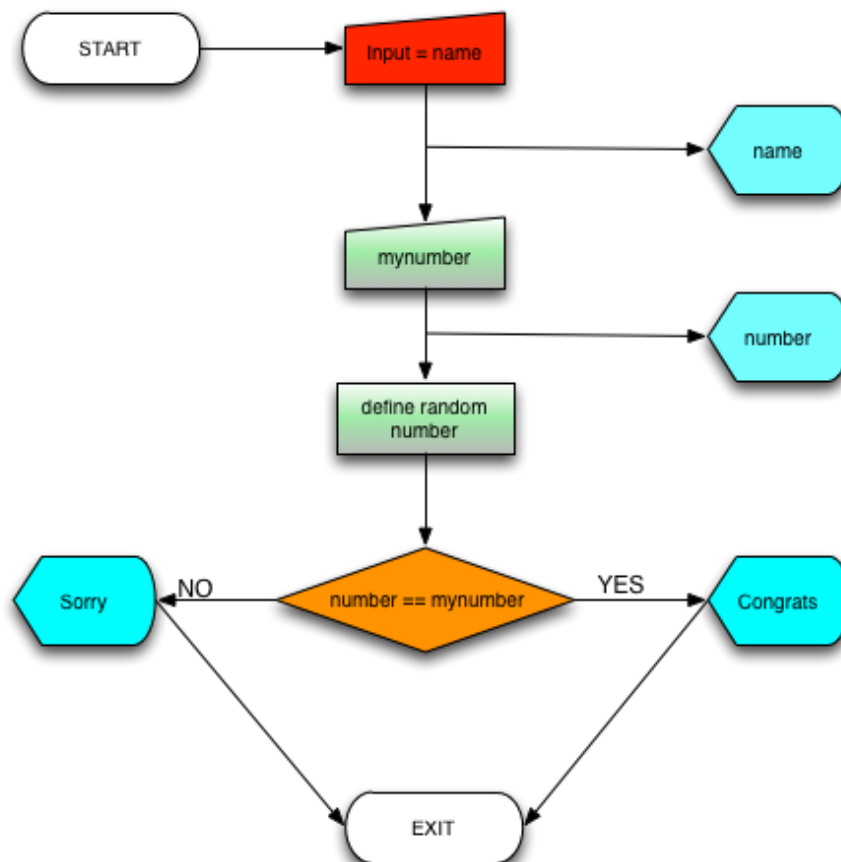 START
Input = name
name
mynumber
number
define random
number
Sorry
NO
number == mynumber
YES
Congrats
EXIT